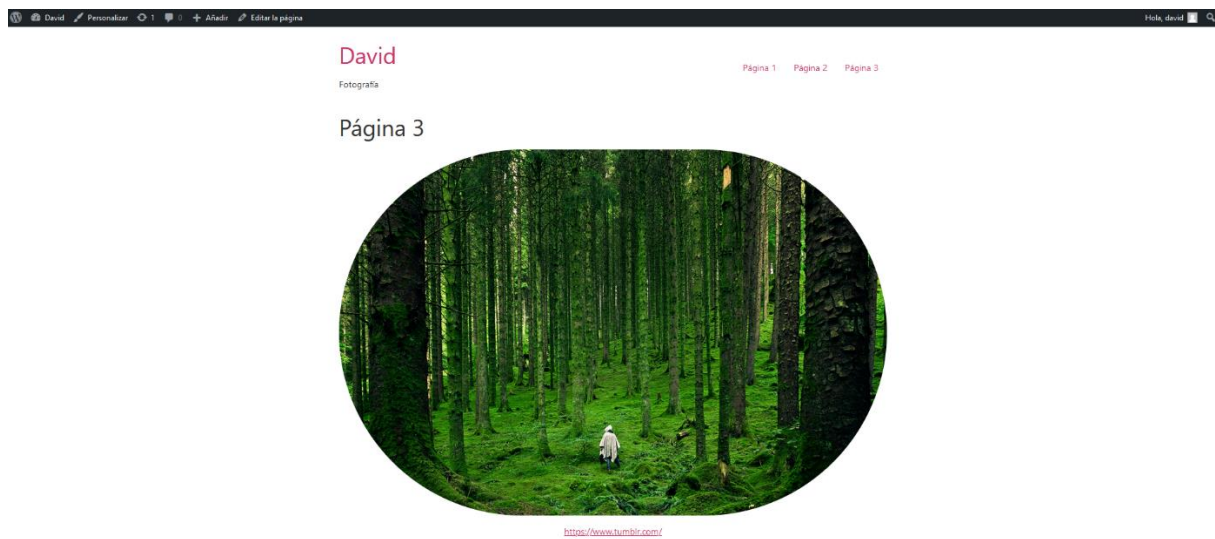 David Personalizar 1 0 Añadir Editar la página Hola, david
David
Fotografía
Página 1 Página 2 Página 3
Página 3
https://www.tumblr.com/